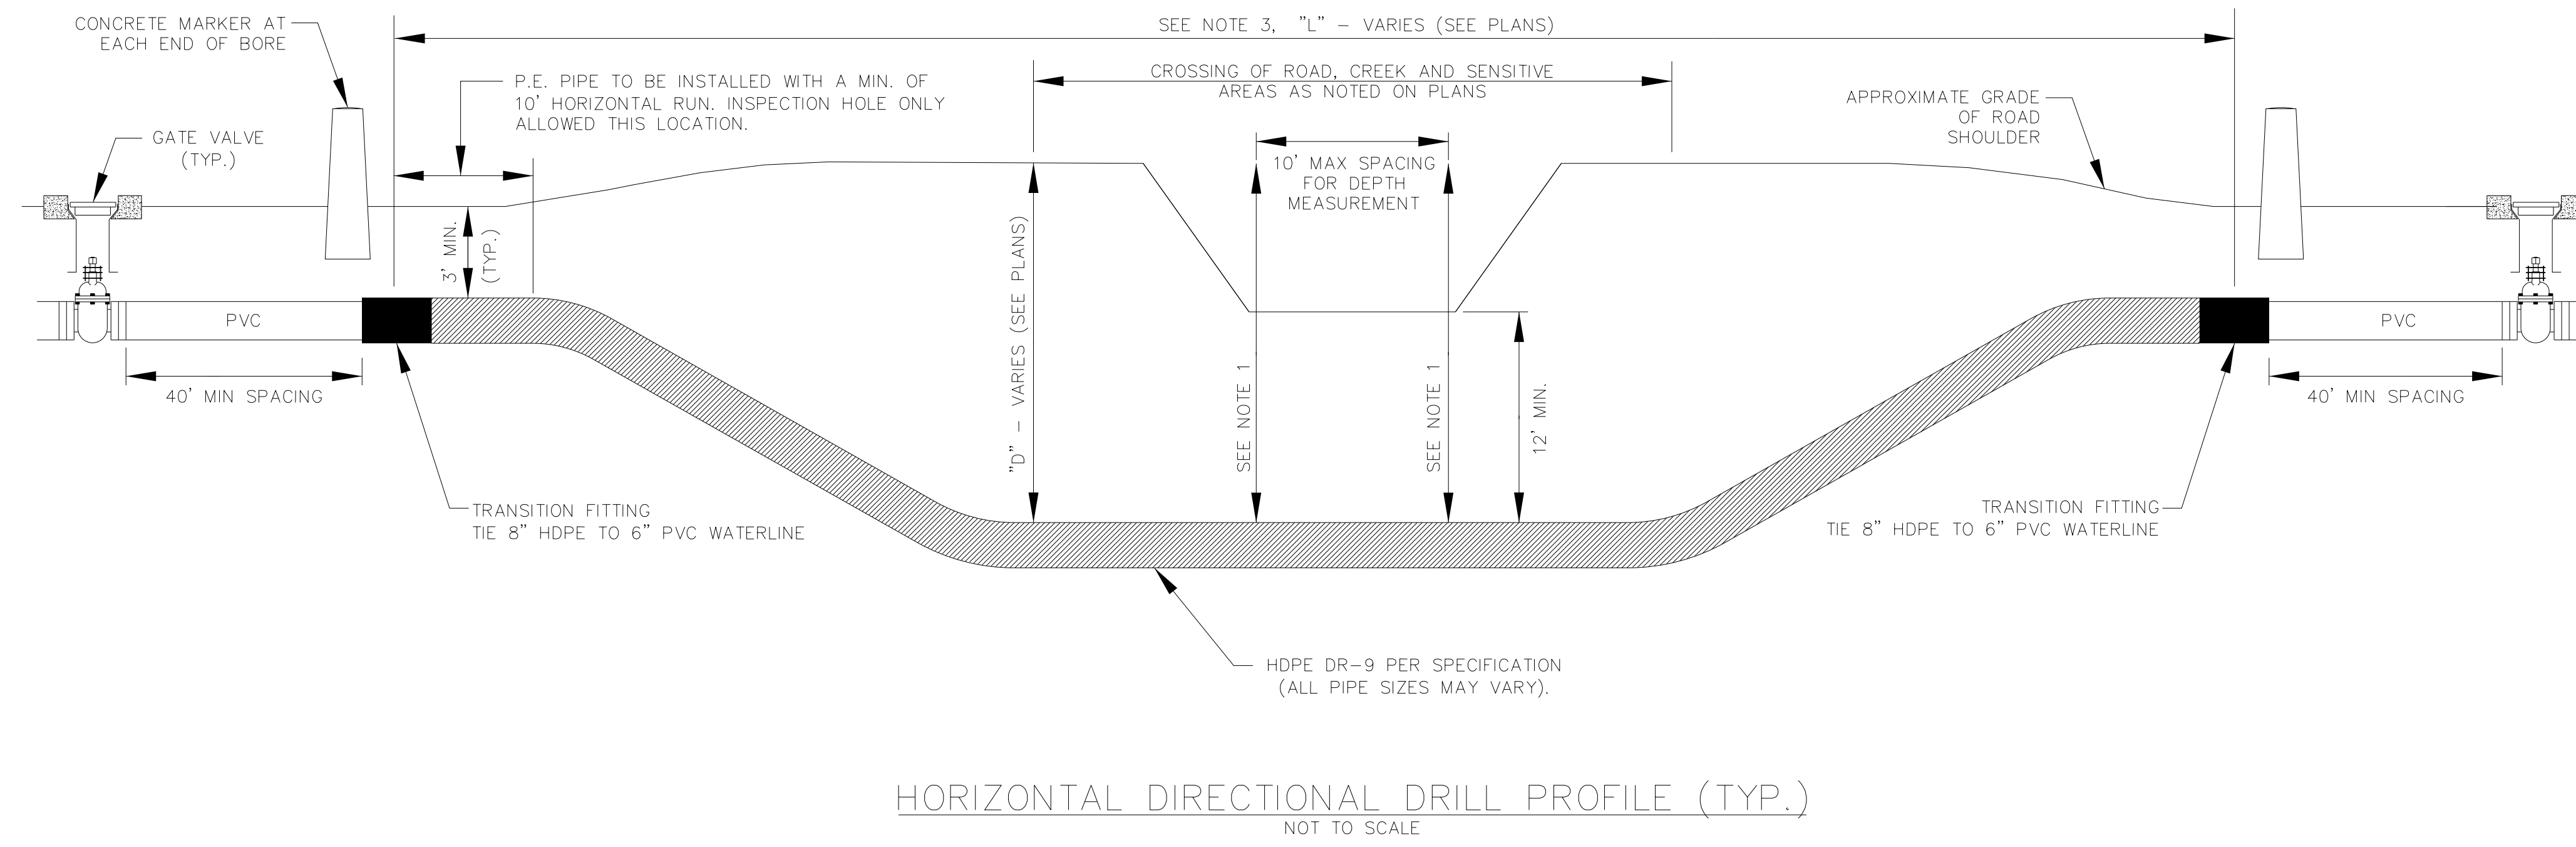 CONCRETE MARKER AT
EACH END OF BORE
SEE NOTE 3, "L" - VARIES (SEE PLANS)
P.E. PIPE TO BE INSTALLED WITH A MIN. OF
10' HORIZONTAL RUN. INSPECTION HOLE ONLY
ALLOWED THIS LOCATION.
CROSSING OF ROAD, CREEK AND SENSITIVE
AREAS AS NOTED ON PLANS
APPROXIMATE GRADE
OF ROAD
SHOULDER
GATE VALVE
(TYP.)
10' MAX SPACING
FOR DEPTH
MEASUREMENT
3' MIN.
(TYP.)
"D" - VARIES (SEE PLANS)
SEE NOTE 1
SEE NOTE 1
12' MIN.
PVC
PVC
40' MIN SPACING
40' MIN SPACING
TRANSITION FITTING
TIE 8" HDPE TO 6" PVC WATERLINE
TRANSITION FITTING
TIE 8" HDPE TO 6" PVC WATERLINE
HDPE DR-9 PER SPECIFICATION
(ALL PIPE SIZES MAY VARY).
HORIZONTAL DIRECTIONAL DRILL PROFILE (TYP.)
NOT TO SCALE